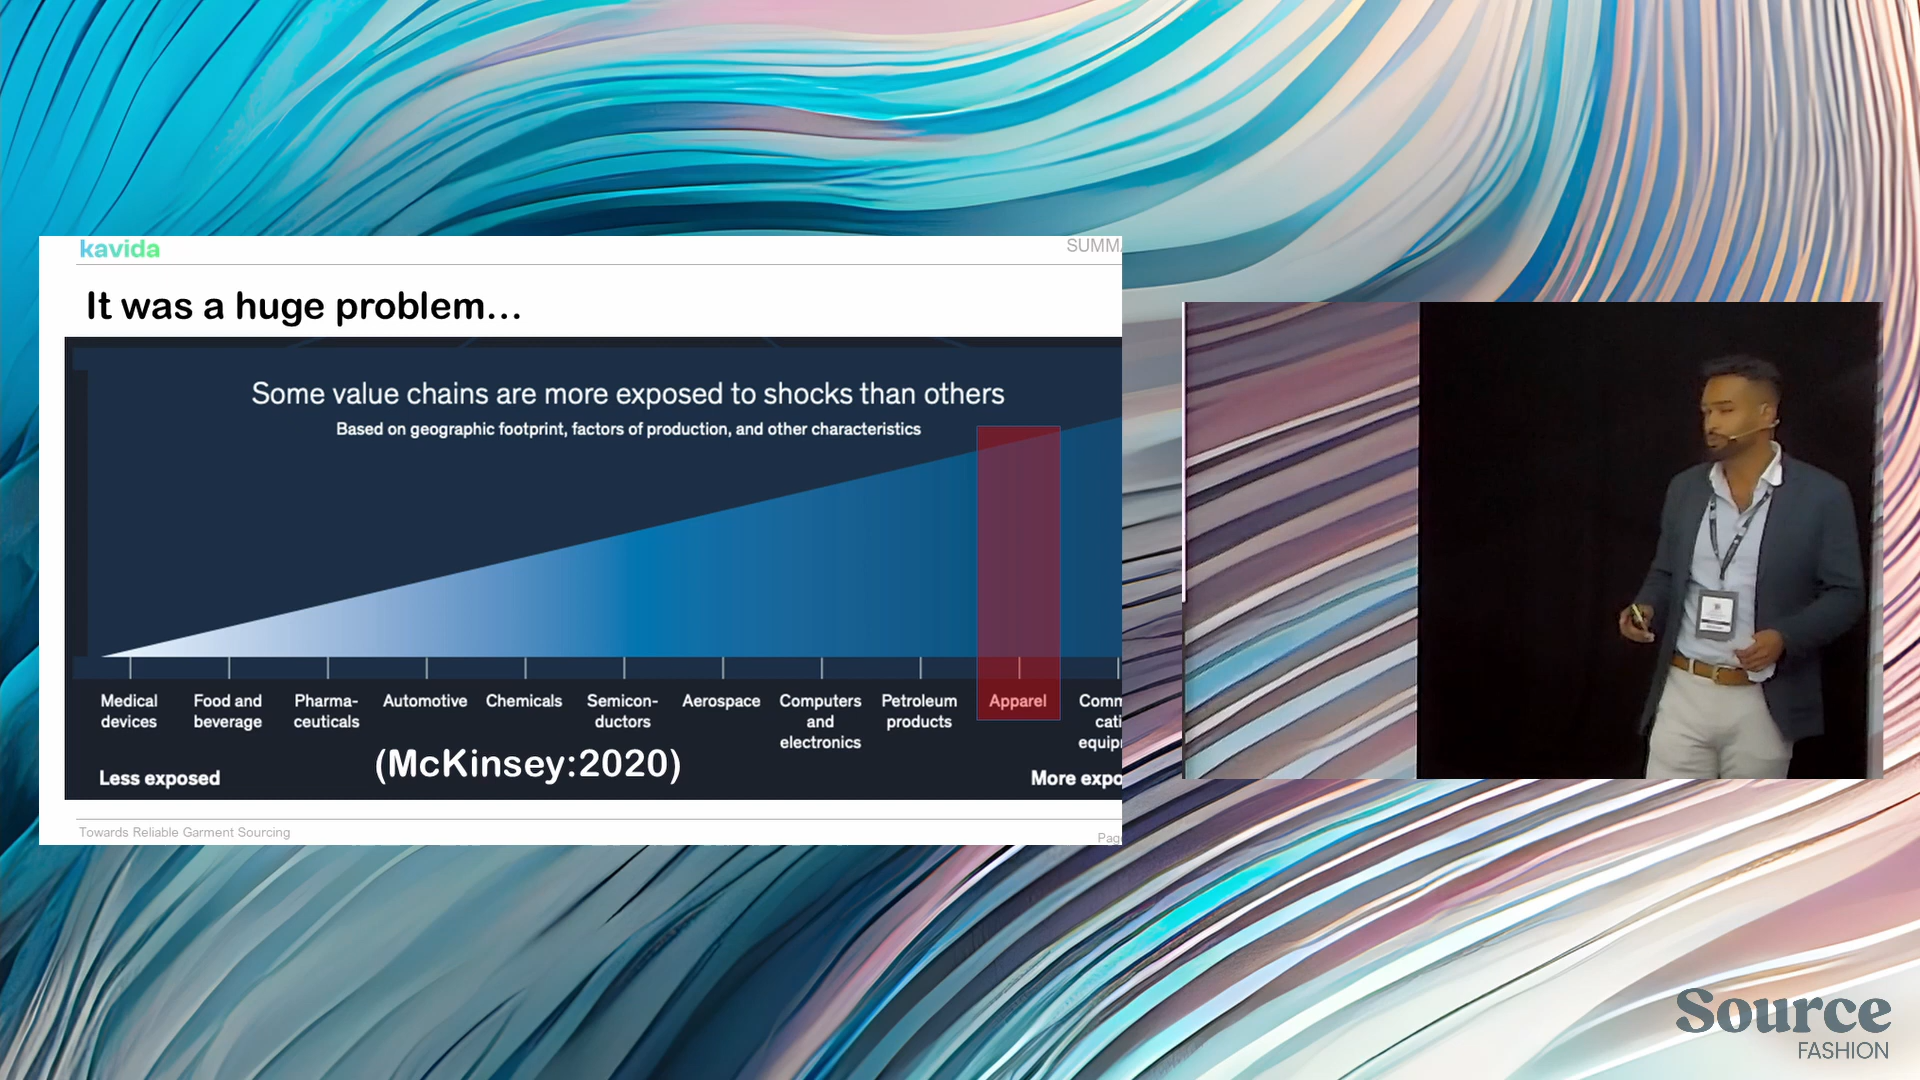 kavida
SUMM
It was a huge problem...
Some value chains are more exposed to shocks than others
Based on geographic footprint, factors of production, and other characteristics
Medical devices
Food and beverage
Pharma-ceuticals
Automotive
Chemicals
Semicon-ductors
Aerospace
Computers and electronics
Petroleum products
Apparel
Comm
cati
equip
Less exposed
(McKinsey:2020)
More expo
Towards Reliable Garment Sourcing
Pag
Source
FASHION